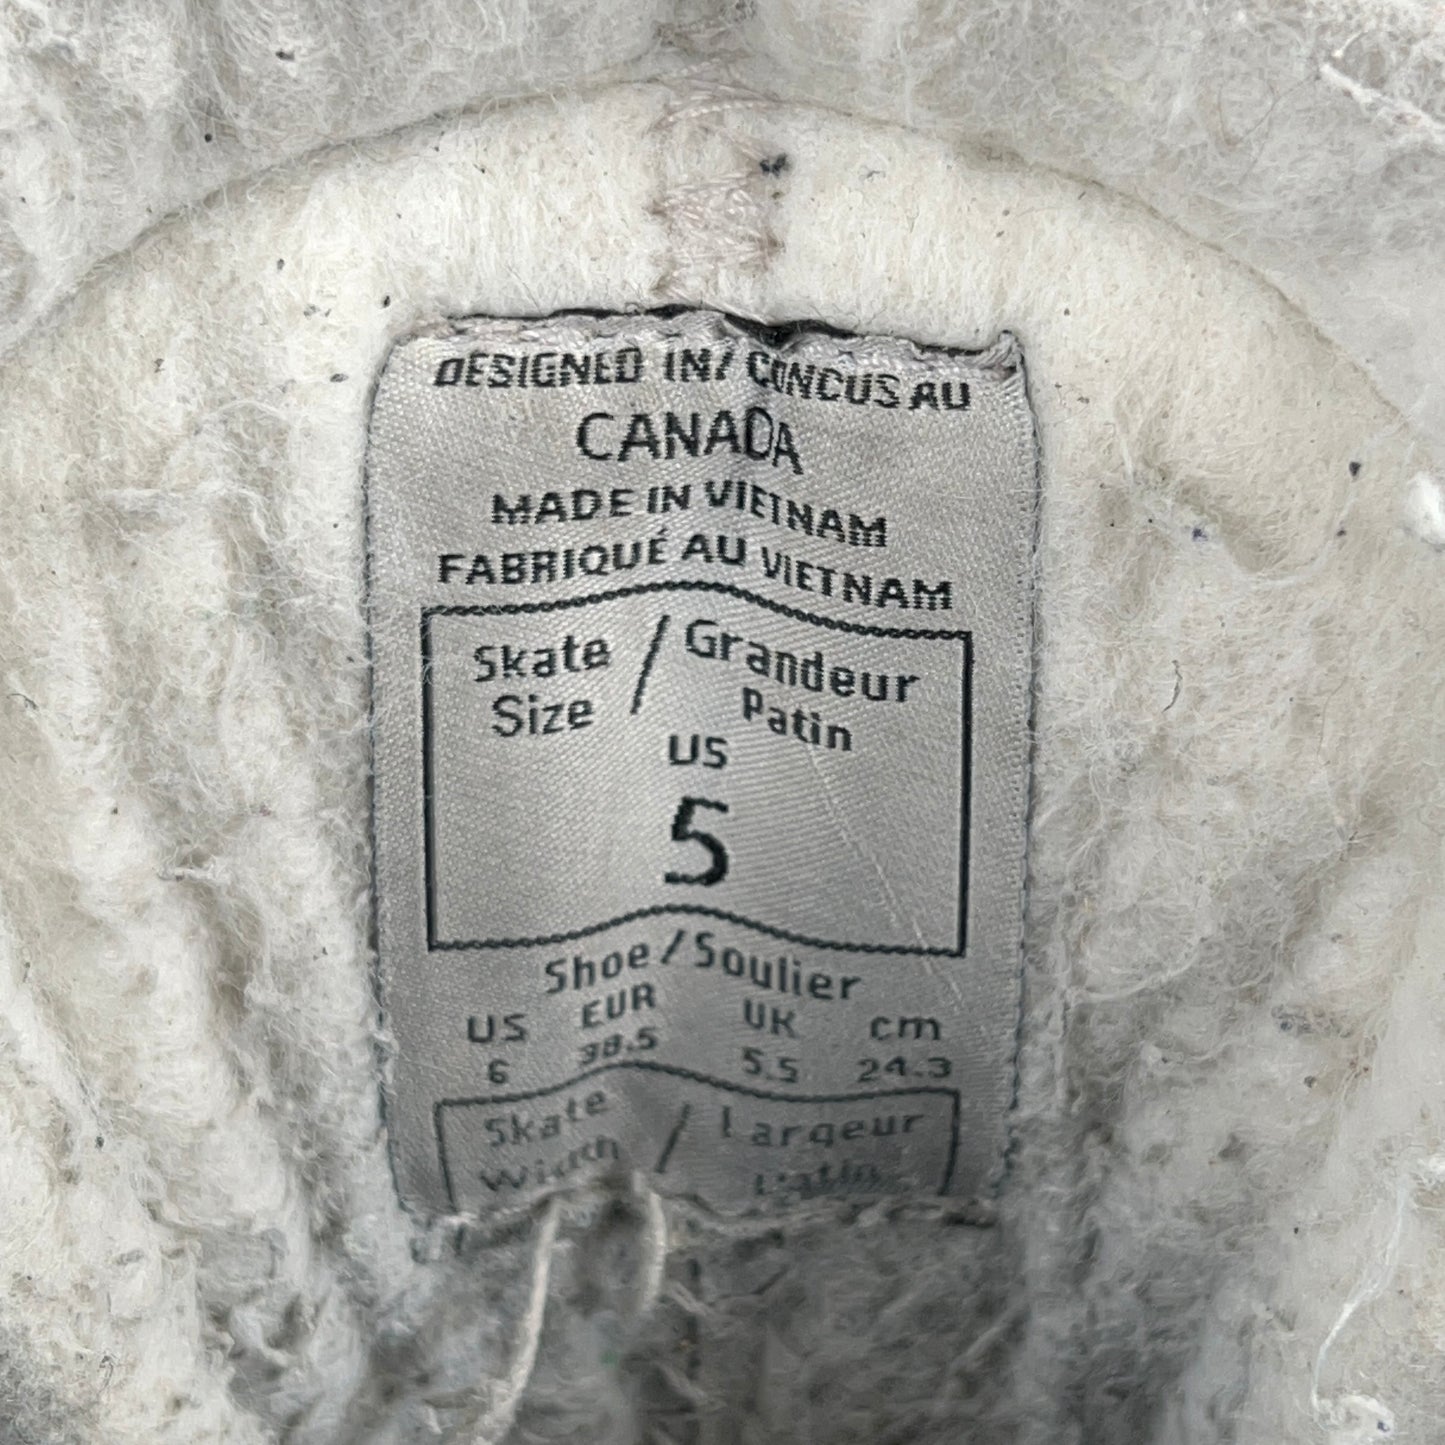 DESIGNED IN/ CONCUS AU
CANADA
MADE IN VIETNAM
FABRIQUÉ AU VIETNAM
Skate / Grandeur
Size Patin
US
5
Shoe / Soulier
US EUR UK cm
6 38.5 5.5 24.3
Skate / Largeur
Width Patin